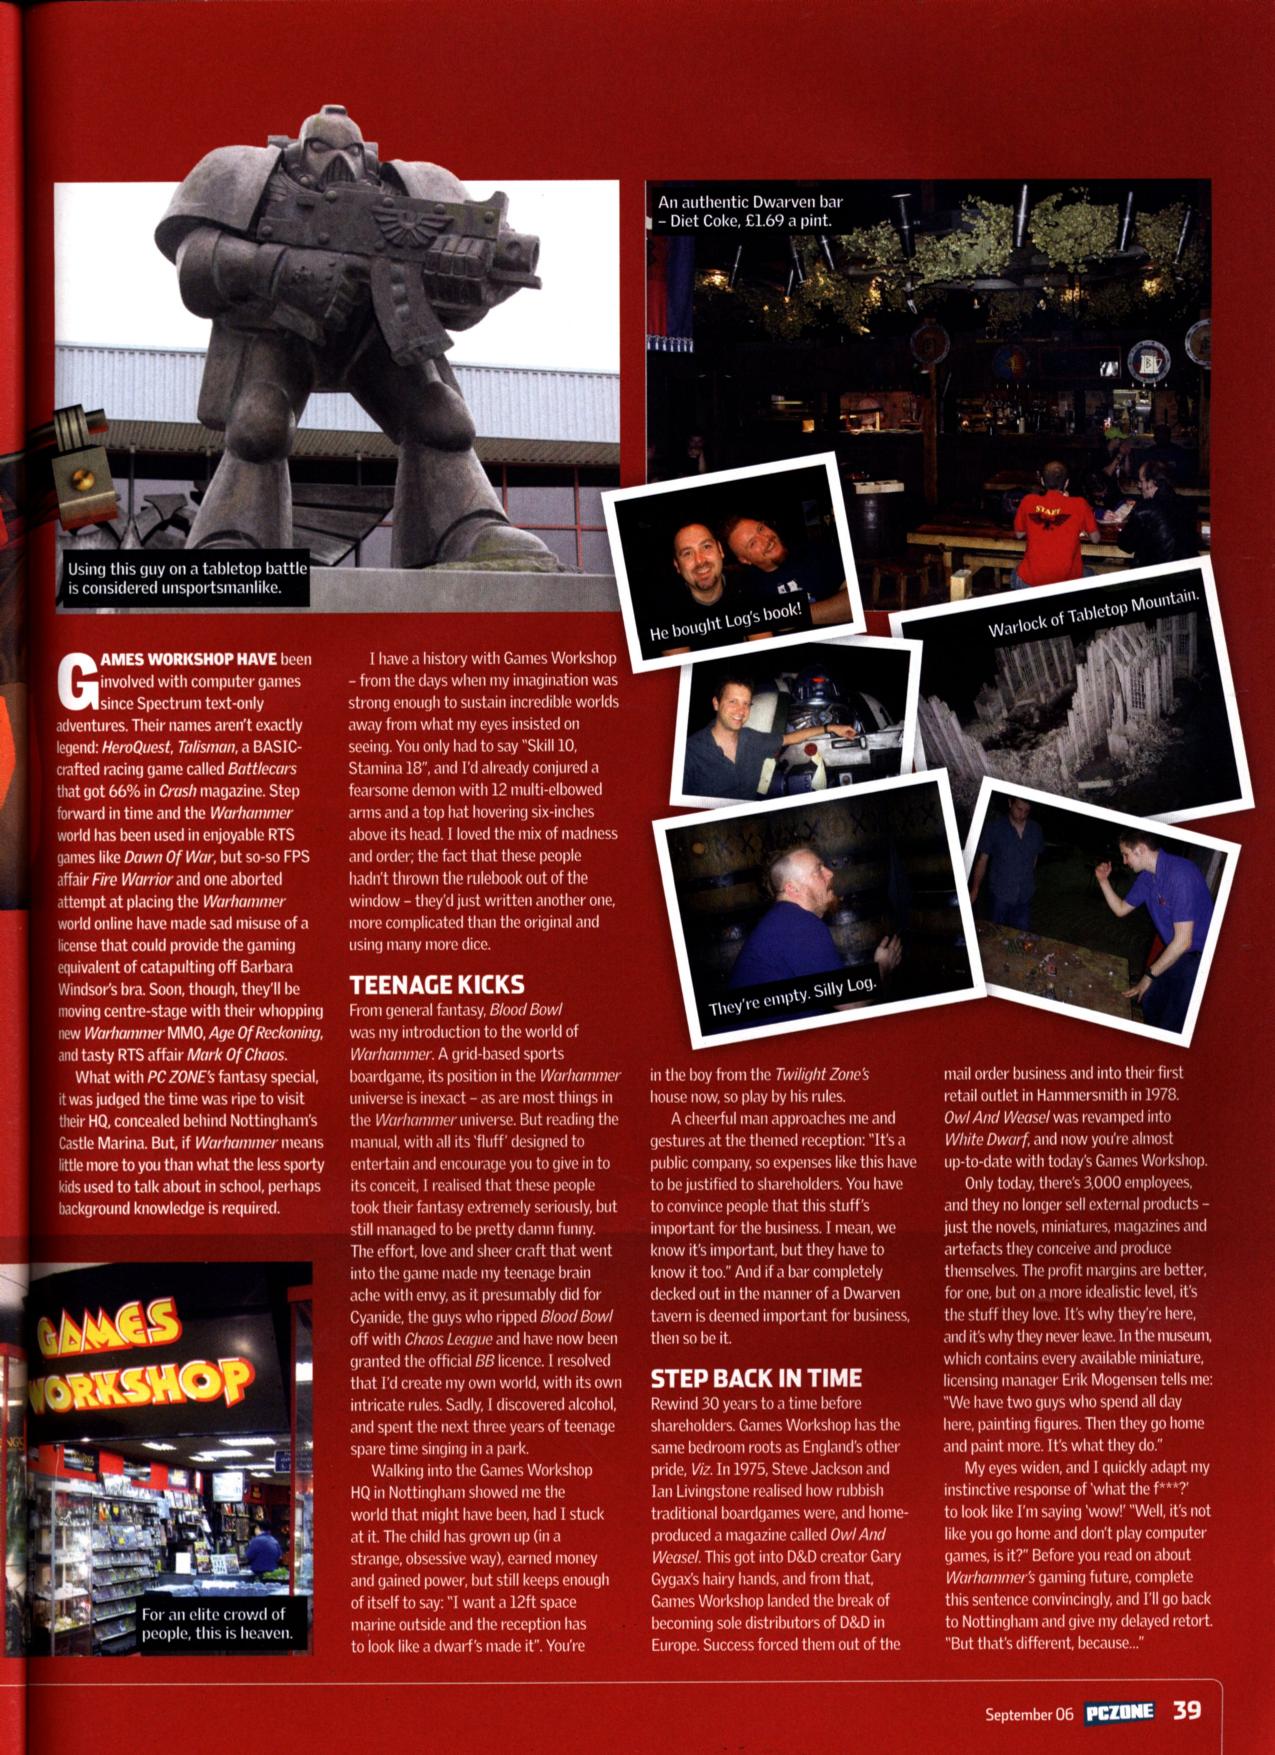 An authentic Dwarven bar
– Diet Coke, £1.69 a pint.
Using this guy on a tabletop battle
is considered unsportsmanlike.
STAFF
He bought Log's book!
Warlock of Tabletop Mountain.
They're empty. Silly Log.
GAMES WORKSHOP HAVE been
involved with computer games
since Spectrum text-only
adventures. Their names aren't exactly
legend: HeroQuest, Talisman, a BASIC-
crafted racing game called Battlecars
that got 66% in Crash magazine. Step
forward in time and the Warhammer
world has been used in enjoyable RTS
games like Dawn Of War, but so-so FPS
affair Fire Warrior and one aborted
attempt at placing the Warhammer
world online have made sad misuse of a
license that could provide the gaming
equivalent of catapulting off Barbara
Windsor's bra. Soon, though, they'll be
moving centre-stage with their whopping
new Warhammer MMO, Age Of Reckoning,
and tasty RTS affair Mark Of Chaos.
What with PC ZONE's fantasy special,
it was judged the time was ripe to visit
their HQ, concealed behind Nottingham's
Castle Marina. But, if Warhammer means
little more to you than what the less sporty
kids used to talk about in school, perhaps
background knowledge is required.
GAMES
WORKSHOP
For an elite crowd of
people, this is heaven.
I have a history with Games Workshop
– from the days when my imagination was
strong enough to sustain incredible worlds
away from what my eyes insisted on
seeing. You only had to say "Skill 10,
Stamina 18", and I'd already conjured a
fearsome demon with 12 multi-elbowed
arms and a top hat hovering six-inches
above its head. I loved the mix of madness
and order; the fact that these people
hadn't thrown the rulebook out of the
window – they'd just written another one,
more complicated than the original and
using many more dice.
TEENAGE KICKS
From general fantasy, Blood Bowl
was my introduction to the world of
Warhammer. A grid-based sports
boardgame, its position in the Warhammer
universe is inexact – as are most things in
the Warhammer universe. But reading the
manual, with all its 'fluff' designed to
entertain and encourage you to give in to
its conceit, I realised that these people
took their fantasy extremely seriously, but
still managed to be pretty damn funny.
The effort, love and sheer craft that went
into the game made my teenage brain
ache with envy, as it presumably did for
Cyanide, the guys who ripped Blood Bowl
off with Chaos League and have now been
granted the official BB licence. I resolved
that I'd create my own world, with its own
intricate rules. Sadly, I discovered alcohol,
and spent the next three years of teenage
spare time singing in a park.
Walking into the Games Workshop
HQ in Nottingham showed me the
world that might have been, had I stuck
at it. The child has grown up (in a
strange, obsessive way), earned money
and gained power, but still keeps enough
of itself to say: "I want a 12ft space
marine outside and the reception has
to look like a dwarf's made it". You're
in the boy from the Twilight Zone's
house now, so play by his rules.
A cheerful man approaches me and
gestures at the themed reception: "It's a
public company, so expenses like this have
to be justified to shareholders. You have
to convince people that this stuff's
important for the business. I mean, we
know it's important, but they have to
know it too." And if a bar completely
decked out in the manner of a Dwarven
tavern is deemed important for business,
then so be it.
STEP BACK IN TIME
Rewind 30 years to a time before
shareholders. Games Workshop has the
same bedroom roots as England's other
pride, Viz. In 1975, Steve Jackson and
Ian Livingstone realised how rubbish
traditional boardgames were, and home-
produced a magazine called Owl And
Weasel. This got into D&D creator Gary
Gygax's hairy hands, and from that,
Games Workshop landed the break of
becoming sole distributors of D&D in
Europe. Success forced them out of the
mail order business and into their first
retail outlet in Hammersmith in 1978.
Owl And Weasel was revamped into
White Dwarf, and now you're almost
up-to-date with today's Games Workshop.
Only today, there's 3,000 employees,
and they no longer sell external products –
just the novels, miniatures, magazines and
artefacts they conceive and produce
themselves. The profit margins are better,
for one, but on a more idealistic level, it's
the stuff they love. It's why they're here,
and it's why they never leave. In the museum,
which contains every available miniature,
licensing manager Erik Mogensen tells me:
"We have two guys who spend all day
here, painting figures. Then they go home
and paint more. It's what they do."
My eyes widen, and I quickly adapt my
instinctive response of 'what the f***?'
to look like I'm saying 'wow!' "Well, it's not
like you go home and don't play computer
games, is it?" Before you read on about
Warhammer's gaming future, complete
this sentence convincingly, and I'll go back
to Nottingham and give my delayed retort.
"But that's different, because..."
September 06 PCZONE 39